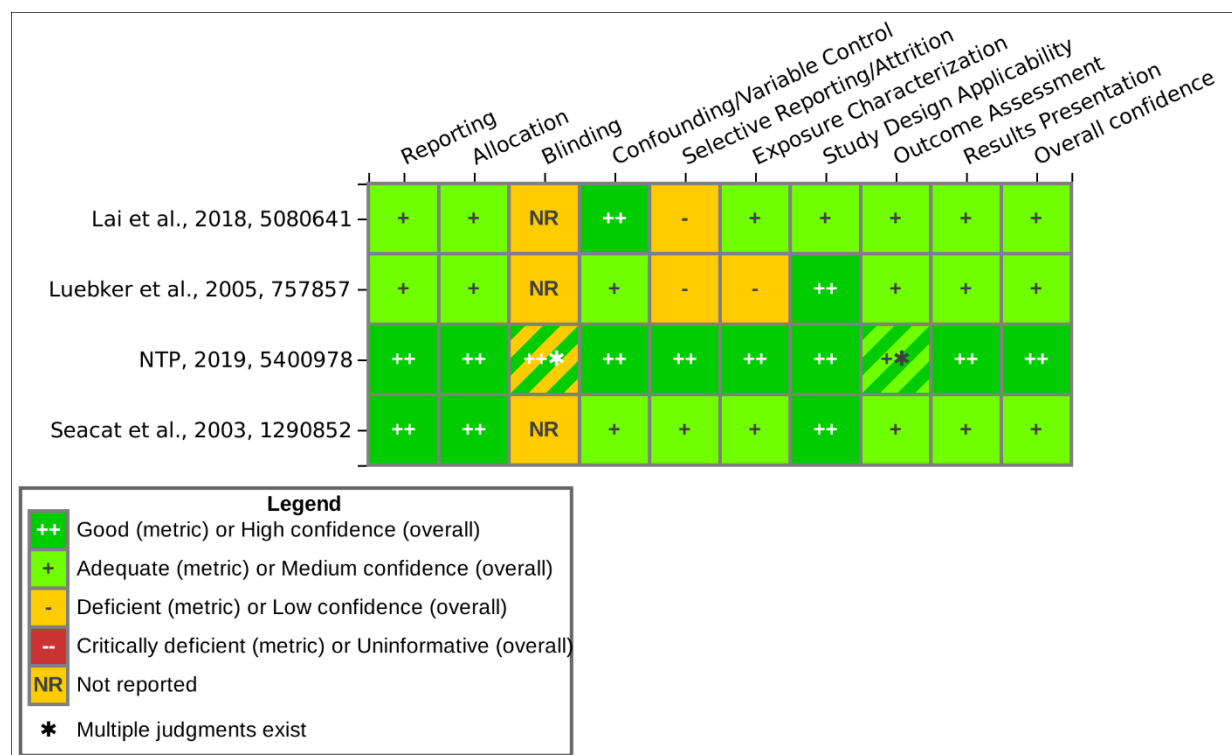 Reporting
Allocation
Blinding
Confounding/Variable Control
Selective Reporting/Attrition
Exposure Characterization
Study Design Applicability
Outcome Assessment
Results Presentation
Overall confidence
Lai et al., 2018, 5080641 + + NR ++ - + + + + +
Luebker et al., 2005, 757857 + + NR + - - ++ + + +
NTP, 2019, 5400978 ++ ++ ++✱ ++ ++ ++ ++ +✱ ++ ++
Seacat et al., 2003, 1290852 ++ ++ NR + + + ++ + + +
Legend
++ Good (metric) or High confidence (overall)
+ Adequate (metric) or Medium confidence (overall)
- Deficient (metric) or Low confidence (overall)
-- Critically deficient (metric) or Uninformative (overall)
NR Not reported
✱ Multiple judgments exist